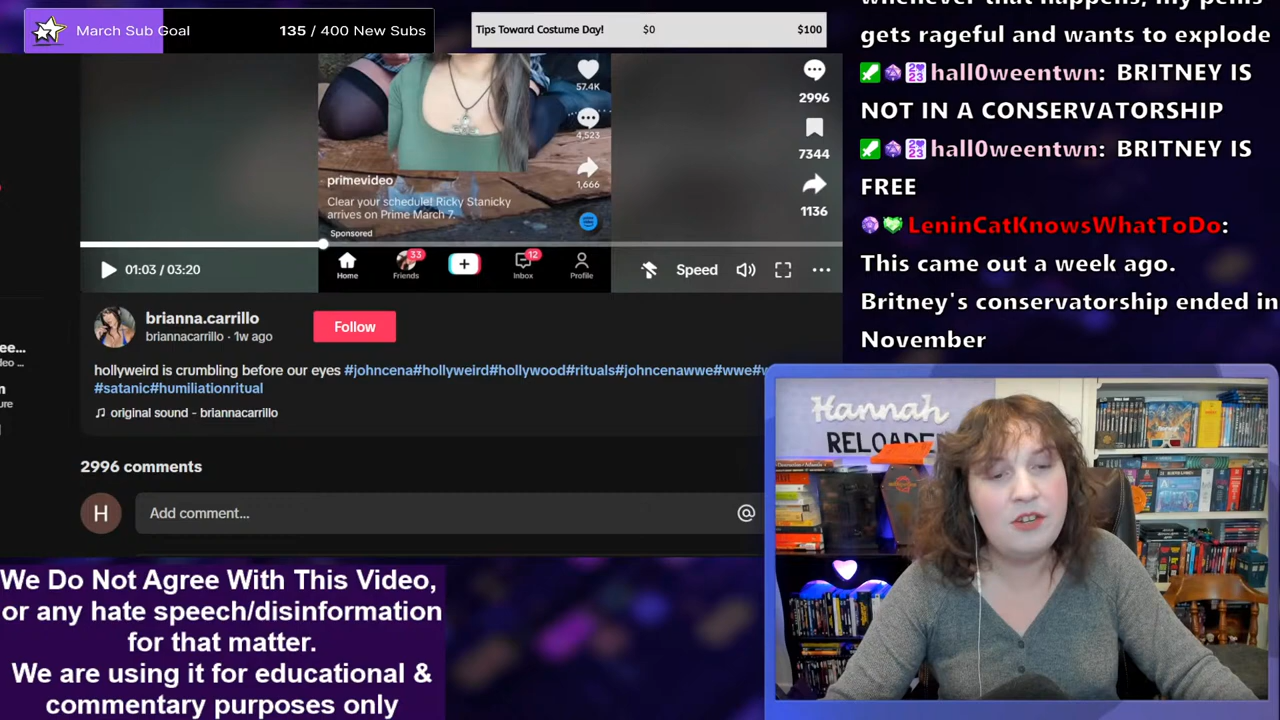 March Sub Goal
135 / 400 New Subs
Tips Toward Costume Day!
$0
$100
57.4K
4,523
1,666
primevideo
Clear your schedule! Ricky Stanicky
arrives on Prime March 7.
Sponsored
2996
7344
1136
33
12
Home
Friends
Inbox
Profile
01:03 / 03:20
Speed
ee...
brianna.carrillo
briannacarrillo · 1w ago
Follow
hollyweird is crumbling before our eyes #johncena#hollyweird#hollywood#rituals#johncenawwe#wwe#w
#satanic#humiliationritual
♫ original sound - briannacarrillo
2996 comments
H
Add comment...
@
We Do Not Agree With This Video,
or any hate speech/disinformation
for that matter.
We are using it for educational &
commentary purposes only
whenever that happens, my penis
gets rageful and wants to explode
hall0weentwn: BRITNEY IS
NOT IN A CONSERVATORSHIP
hall0weentwn: BRITNEY IS
FREE
LeninCatKnowsWhatToDo:
This came out a week ago.
Britney's conservatorship ended in
November
Hannah
RELOADED